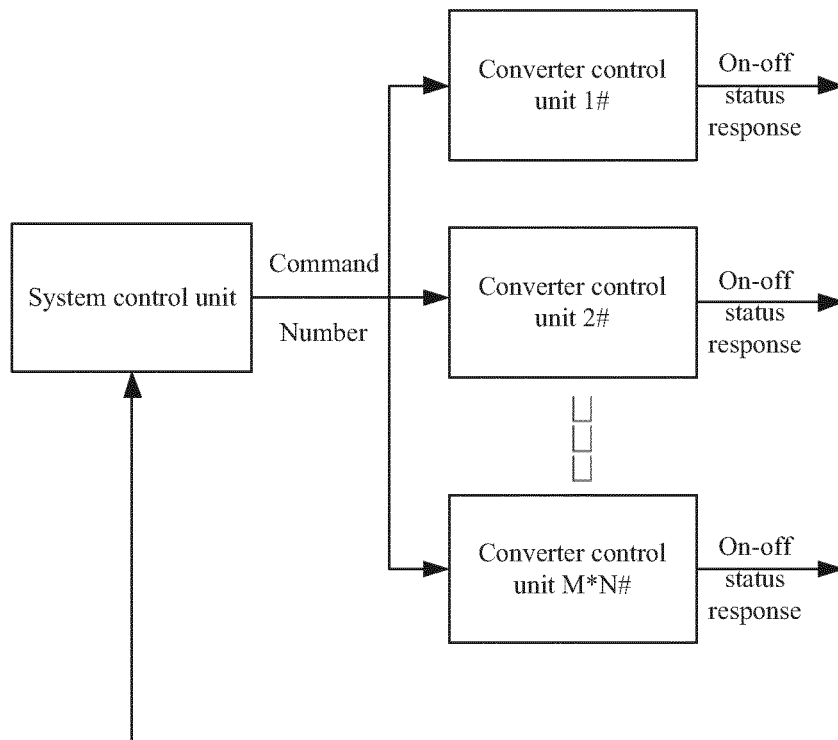 Converter control
unit 1#
On-off
status
response
System control unit
Command
Number
Converter control
unit 2#
On-off
status
response
Converter control
unit M*N#
On-off
status
response